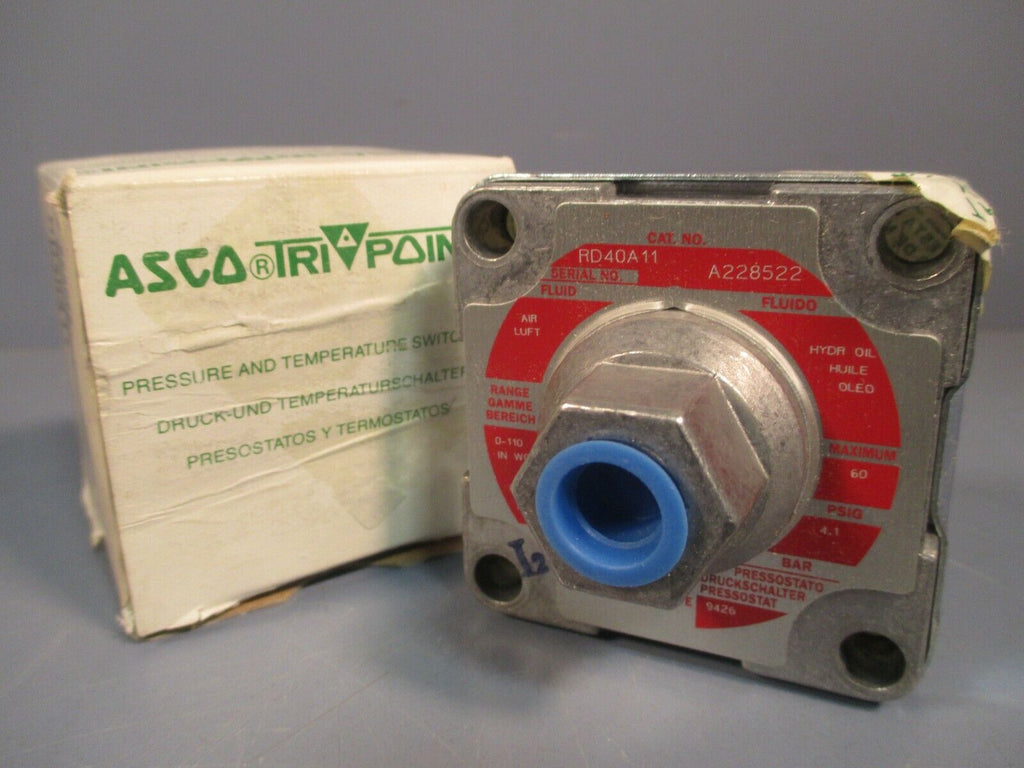 ASCO® TRI POIN
PRESSURE AND TEMPERATURE SWITC
DRUCK-UND TEMPERATURSCHALTER
PRESOSTATOS Y TERMOSTATOS
CAT. NO.
RD40A11
SERIAL NO.
A228522
FLUID
FLUIDO
AIR
LUFT
HYDR OIL
HUILE
OLEO
RANGE
GAMME
BEREICH
0-110
IN W
MAXIMUM
60
PSIG
4.1
BAR
PRESSOSTATO
DRUCKSCHALTER
PRESSOSTAT
E 9426
I2